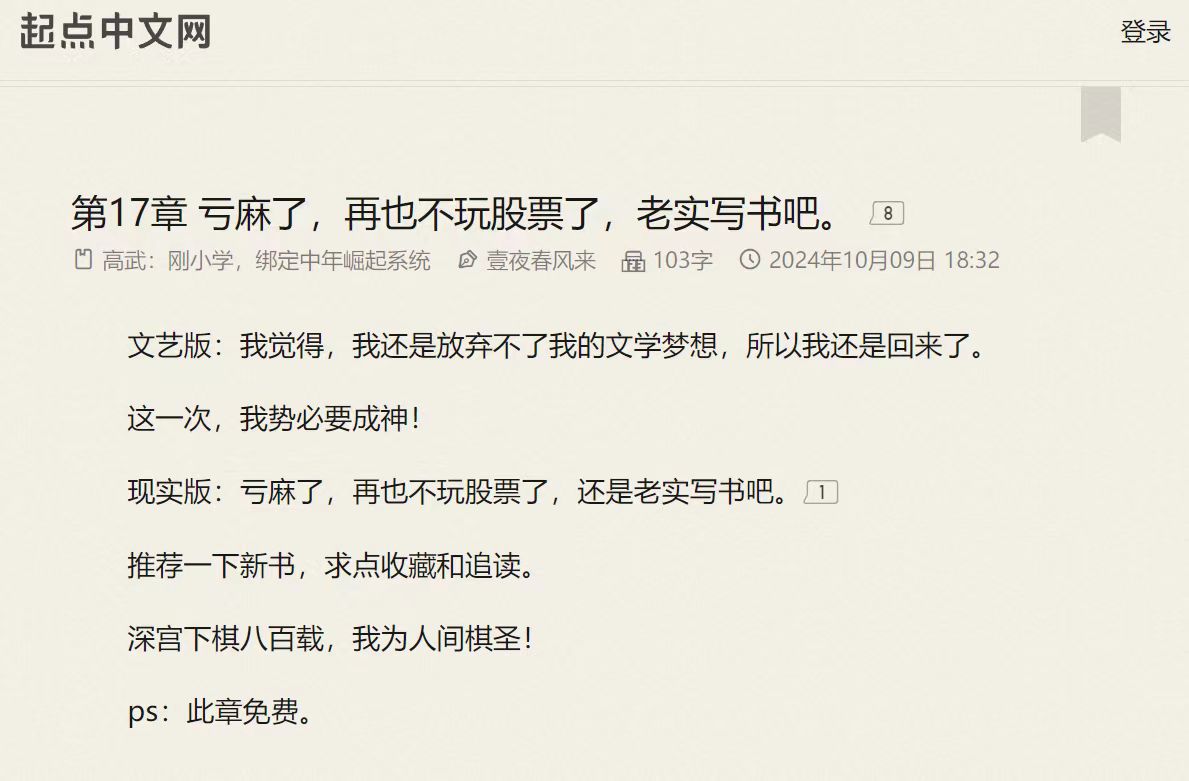 起点中文网
登录
第17章 亏麻了，再也不玩股票了，老实写书吧。 8
高武：刚小学，绑定中年崛起系统 壹夜春风来 103字 2024年10月09日 18:32
文艺版：我觉得，我还是放弃不了我的文学梦想，所以我还是回来了。
这一次，我势必要成神！
现实版：亏麻了，再也不玩股票了，还是老实写书吧。 1
推荐一下新书，求点收藏和追读。
深宫下棋八百载，我为人间棋圣！
ps：此章免费。